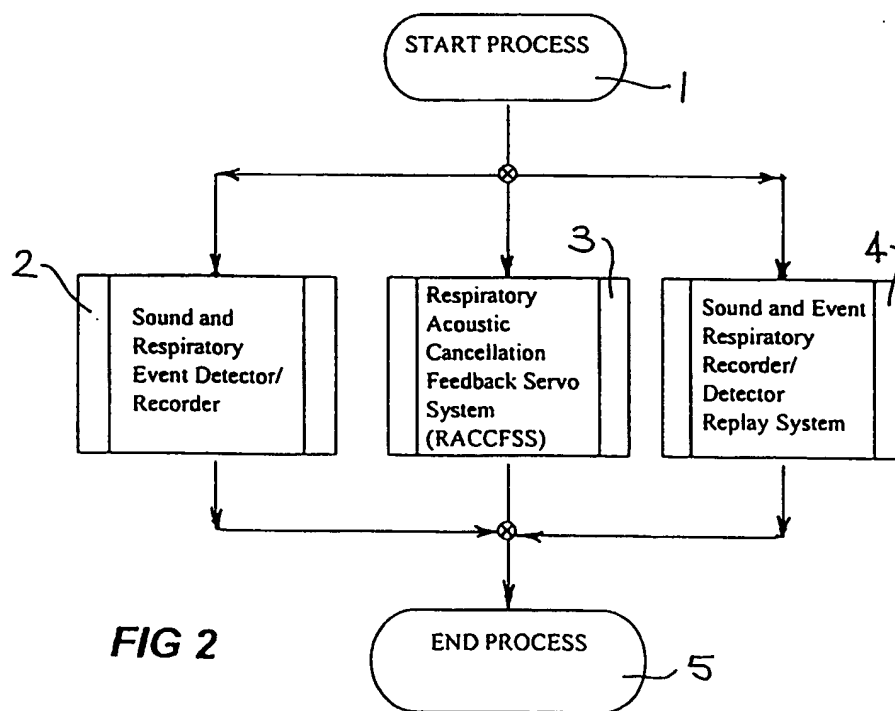 START PROCESS
1
2
Sound and
Respiratory
Event Detector/
Recorder
3
Respiratory
Acoustic
Cancellation
Feedback Servo
System
(RACCFSS)
4
Sound and Event
Respiratory
Recorder/
Detector
Replay System
END PROCESS
5
FIG 2